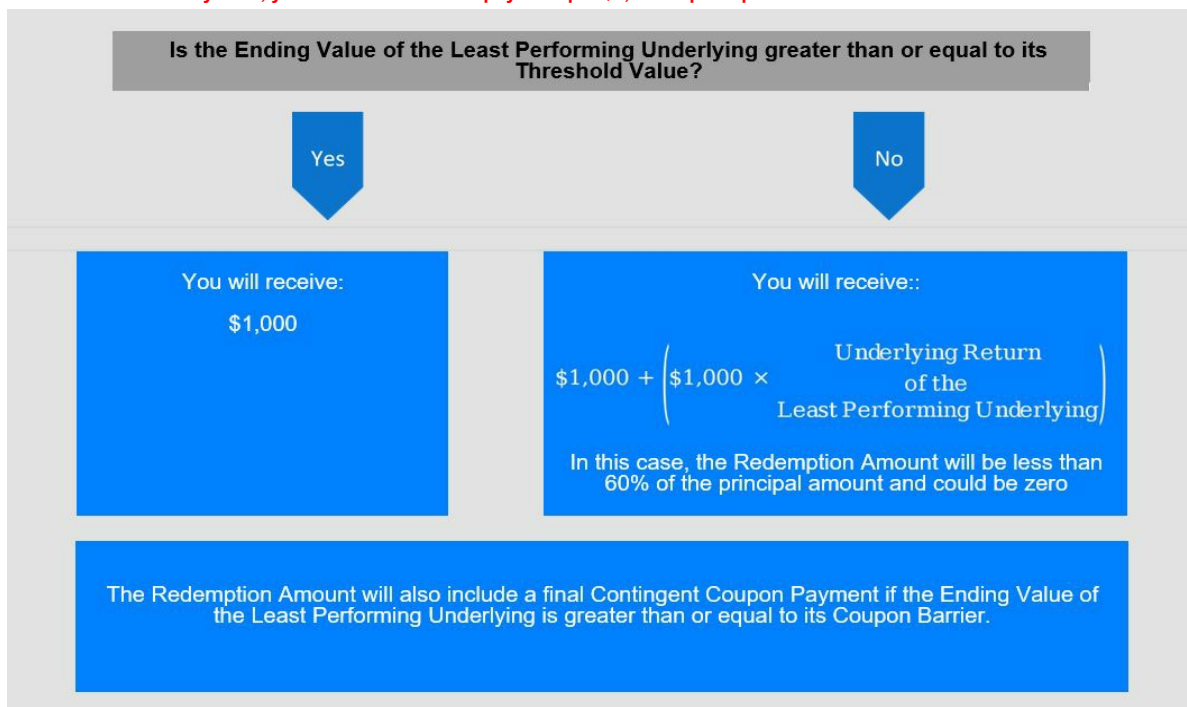 Is the Ending Value of the Least Performing Underlying greater than or equal to its
Threshold Value?
Yes
No
You will receive:
$1,000
You will receive::
$1,000 + ($1,000 × Underlying Return
of the
Least Performing Underlying)
In this case, the Redemption Amount will be less than
60% of the principal amount and could be zero
The Redemption Amount will also include a final Contingent Coupon Payment if the Ending Value of
the Least Performing Underlying is greater than or equal to its Coupon Barrier.